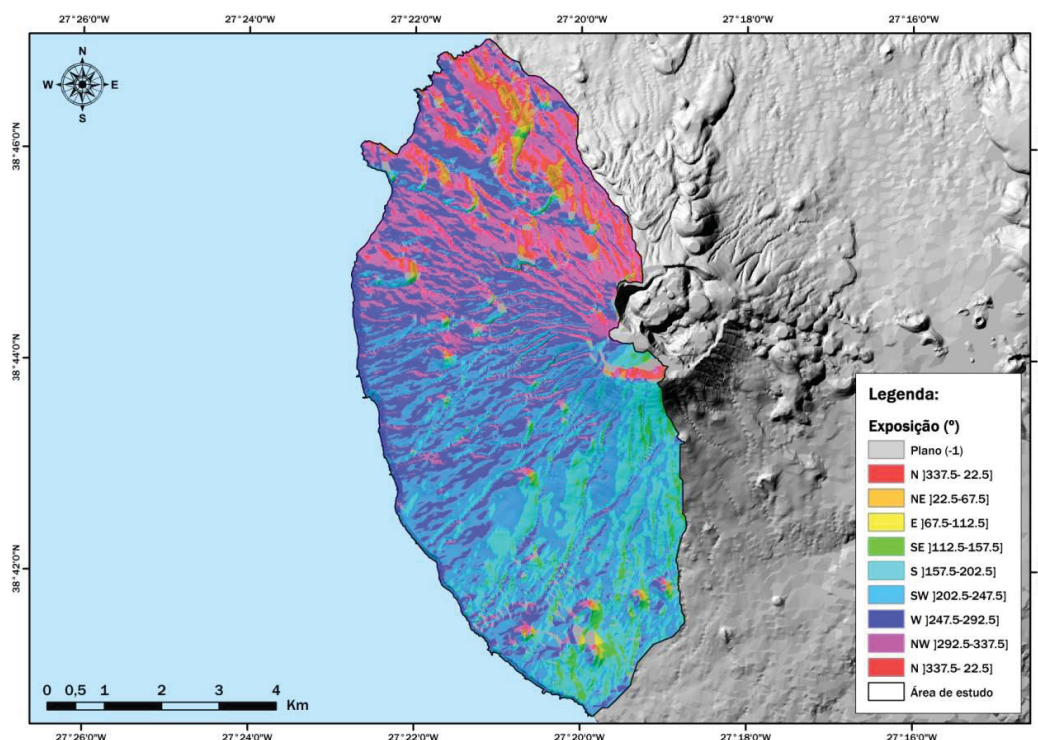 27°26'0"W 27°24'0"W 27°22'0"W 27°20'0"W 27°18'0"W 27°16'0"W
N
W E
S
38°46'0"N
38°44'0"N
38°42'0"N
Legenda:
Exposição (º)
Plano (-1)
N ]337.5- 22.5]
NE ]22.5-67.5]
E ]67.5-112.5]
SE ]112.5-157.5]
S ]157.5-202.5]
SW ]202.5-247.5]
W ]247.5-292.5]
NW ]292.5-337.5]
N ]337.5- 22.5]
Área de estudo
0 0,5 1 2 3 4
Km
27°26'0"W 27°24'0"W 27°22'0"W 27°20'0"W 27°18'0"W 27°16'0"W